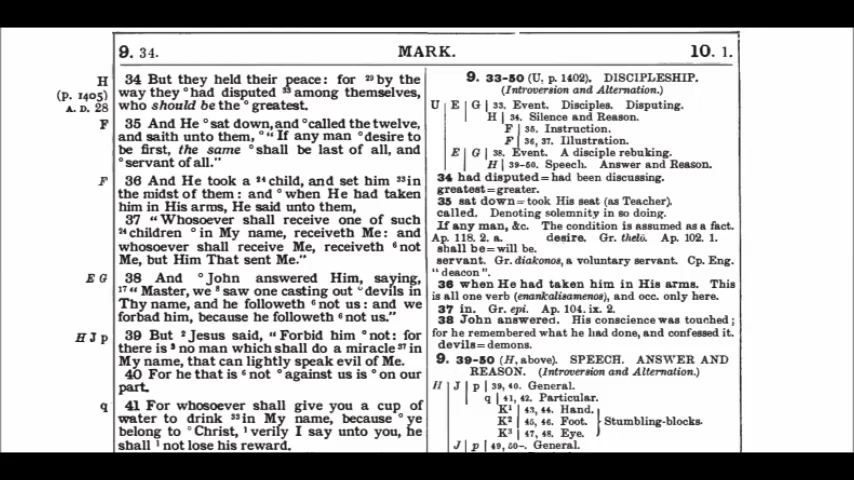 9. 34.
MARK.
10. 1.
H
(p. 1405)
A. D. 28
34 But they held their peace: for 29 by the
way they ° had disputed 33 among themselves,
who should be the ° greatest.
F
35 And He ° sat down, and ° called the twelve,
and saith unto them, ° "If any man ° desire to
be first, the same ° shall be last of all, and
° servant of all."
F
36 And He took a 24 child, and set him 33 in
the midst of them: and ° when He had taken
him in His arms, He said unto them,
37 "Whosoever shall receive one of such
24 children ° in My name, receiveth Me: and
whosoever shall receive Me, receiveth 6 not
Me, but Him That sent Me."
E G
38 And ° John answered Him, saying,
17 "Master, we 8 saw one casting out ° devils in
Thy name, and he followeth 6 not us: and we
forbad him, because he followeth 6 not us."
H J p
39 But 2 Jesus said, "Forbid him ° not: for
there is 3 no man which shall do a miracle 37 in
My name, that can lightly speak evil of Me.
40 For he that is 6 not ° against us is ° on our
part.
q
41 For whosoever shall give you a cup of
water to drink 33 in My name, because ° ye
belong to ° Christ, 1 verily I say unto you, he
shall 1 not lose his reward.
9. 33-50 (U, p. 1402). DISCIPLESHIP.
(Introversion and Alternation.)
U | E | G | 33. Event. Disciples. Disputing.
H | 34. Silence and Reason.
F | 35. Instruction.
F | 36, 37. Illustration.
E | G | 38. Event. A disciple rebuking.
H | 39-50. Speech. Answer and Reason.
34 had disputed = had been discussing.
greatest = greater.
35 sat down = took His seat (as Teacher).
called. Denoting solemnity in so doing.
If any man, &c. The condition is assumed as a fact.
Ap. 118. 2. a. desire. Gr. thelō. Ap. 102. 1.
shall be = will be.
servant. Gr. diakonos, a voluntary servant. Cp. Eng.
"deacon".
36 when He had taken him in His arms. This
is all one verb (enankalisamenos), and occ. only here.
37 in. Gr. epi. Ap. 104. ix. 2.
38 John answered. His conscience was touched;
for he remembered what he had done, and confessed it.
devils = demons.
9. 39-50 (H, above). SPEECH. ANSWER AND
REASON. (Introversion and Alternation.)
H | J | p | 39, 40. General.
q | 41, 42. Particular.
K1 | 43, 44. Hand.
K2 | 45, 46. Foot. } Stumbling-blocks.
K3 | 47, 48. Eye.
J | p | 49, 50-. General.